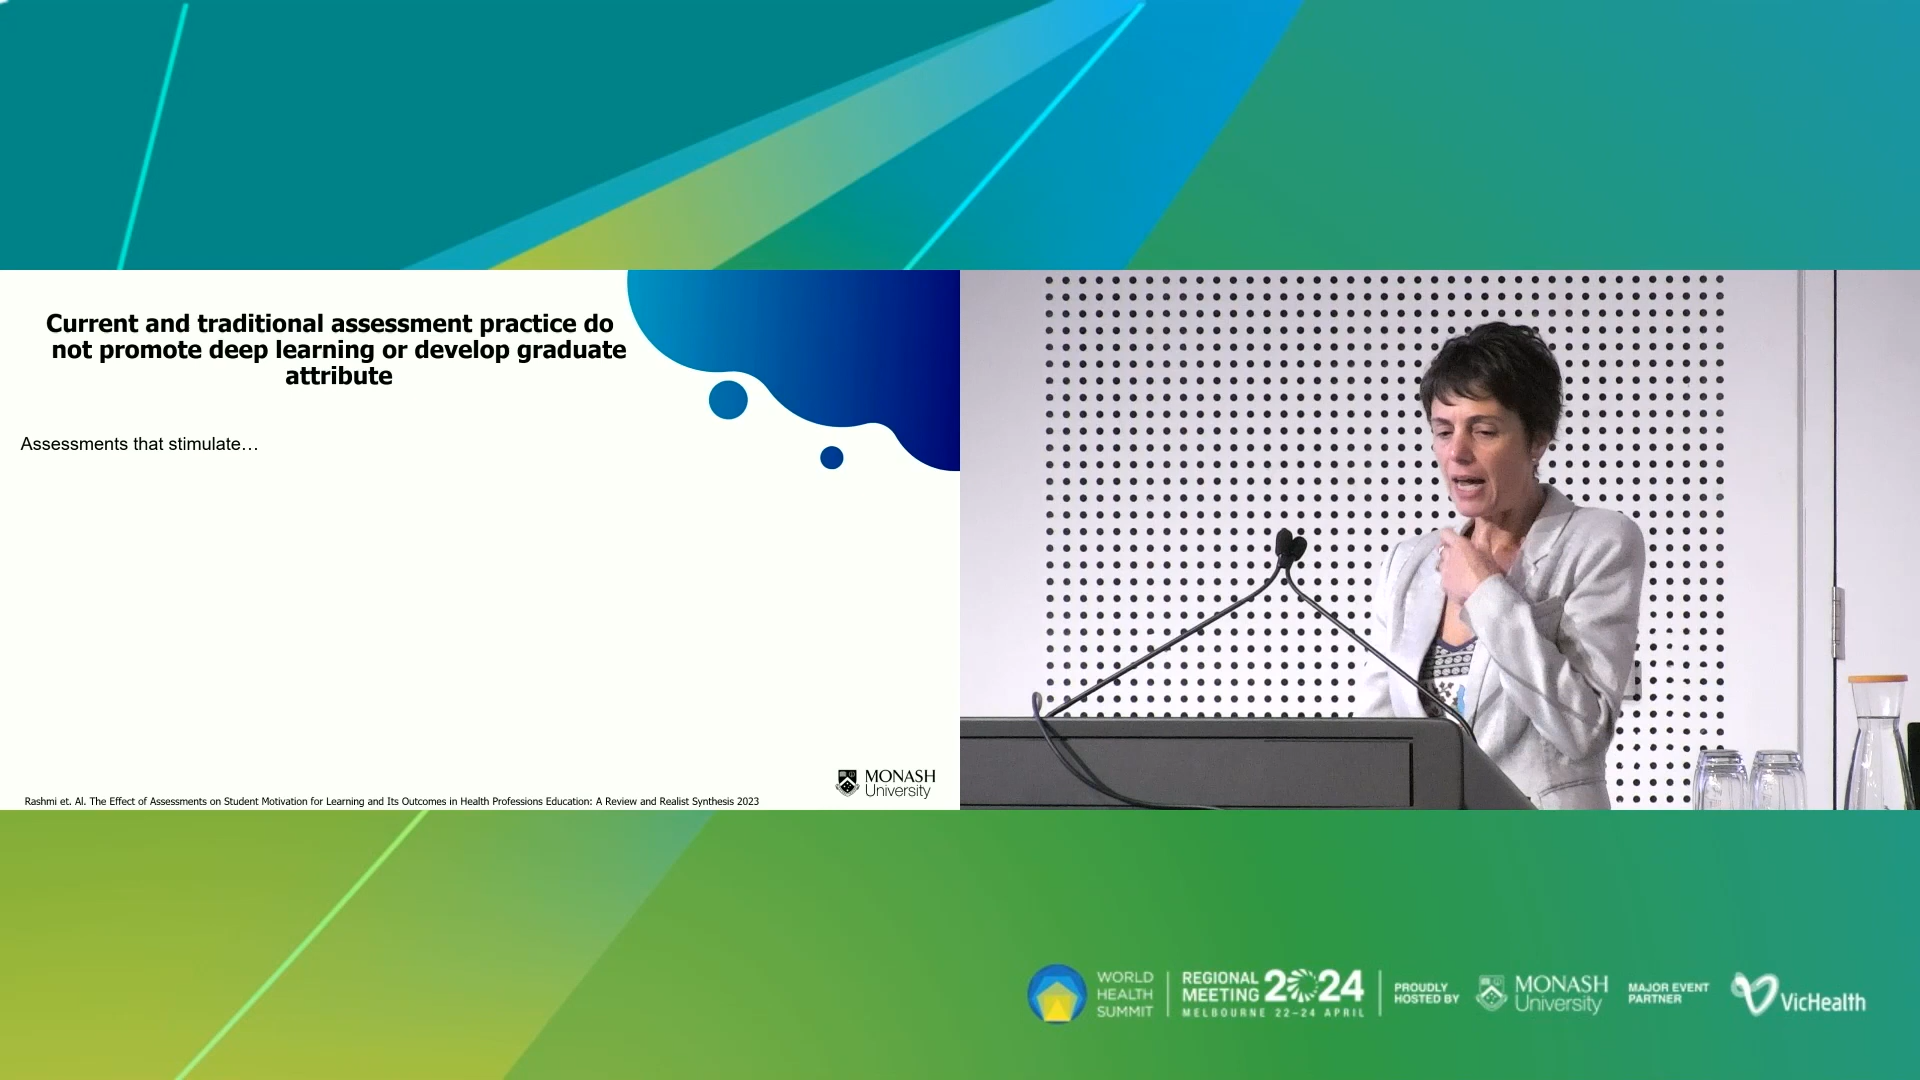 Current and traditional assessment practice do
not promote deep learning or develop graduate
attribute
Assessments that stimulate…
MONASH
University
Rashmi et. Al. The Effect of Assessments on Student Motivation for Learning and Its Outcomes in Health Professions Education: A Review and Realist Synthesis 2023
WORLD
HEALTH
SUMMIT
REGIONAL
MEETING 2024
MELBOURNE 22–24 APRIL
PROUDLY
HOSTED BY
MONASH
University
MAJOR EVENT
PARTNER
VicHealth